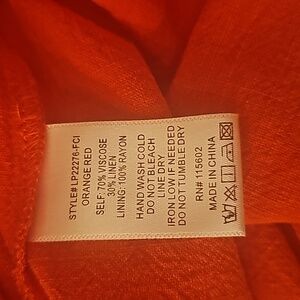 STYLE# LP22276-FCI
ORANGE RED
SELF: 70% VISCOSE
30% LINEN
LINING: 100% RAYON
HAND WASH COLD
DO NOT BLEACH
LINE DRY
IRON LOW IF NEEDED
DO NOT TUMBLE DRY
RN# 115602
MADE IN CHINA